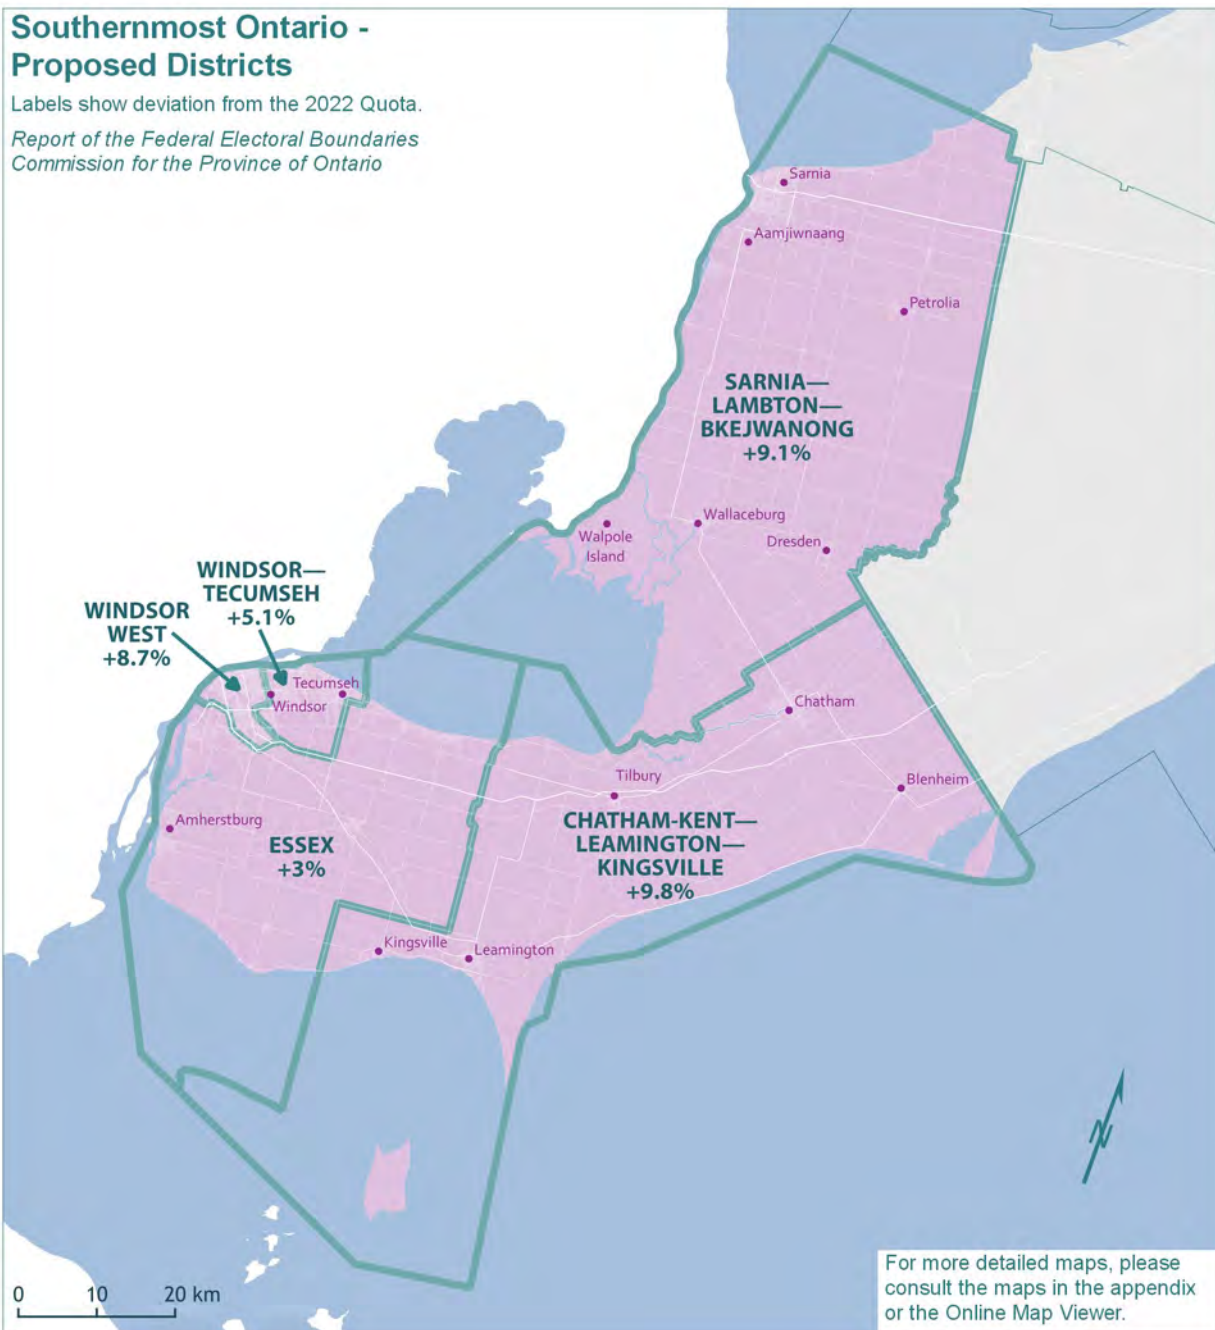 Southernmost Ontario -
Proposed Districts
Labels show deviation from the 2022 Quota.
Report of the Federal Electoral Boundaries
Commission for the Province of Ontario
Sarnia
Aamjiwnaang
Petrolia
SARNIA—
LAMBTON—
BKEJWANONG
+9.1%
Wallaceburg
Walpole
Island
Dresden
WINDSOR—
TECUMSEH
+5.1%
WINDSOR
WEST
+8.7%
Tecumseh
Windsor
Chatham
Tilbury
Blenheim
Amherstburg
ESSEX
+3%
CHATHAM-KENT—
LEAMINGTON—
KINGSVILLE
+9.8%
Kingsville
Leamington
N
0 10 20 km
For more detailed maps, please
consult the maps in the appendix
or the Online Map Viewer.